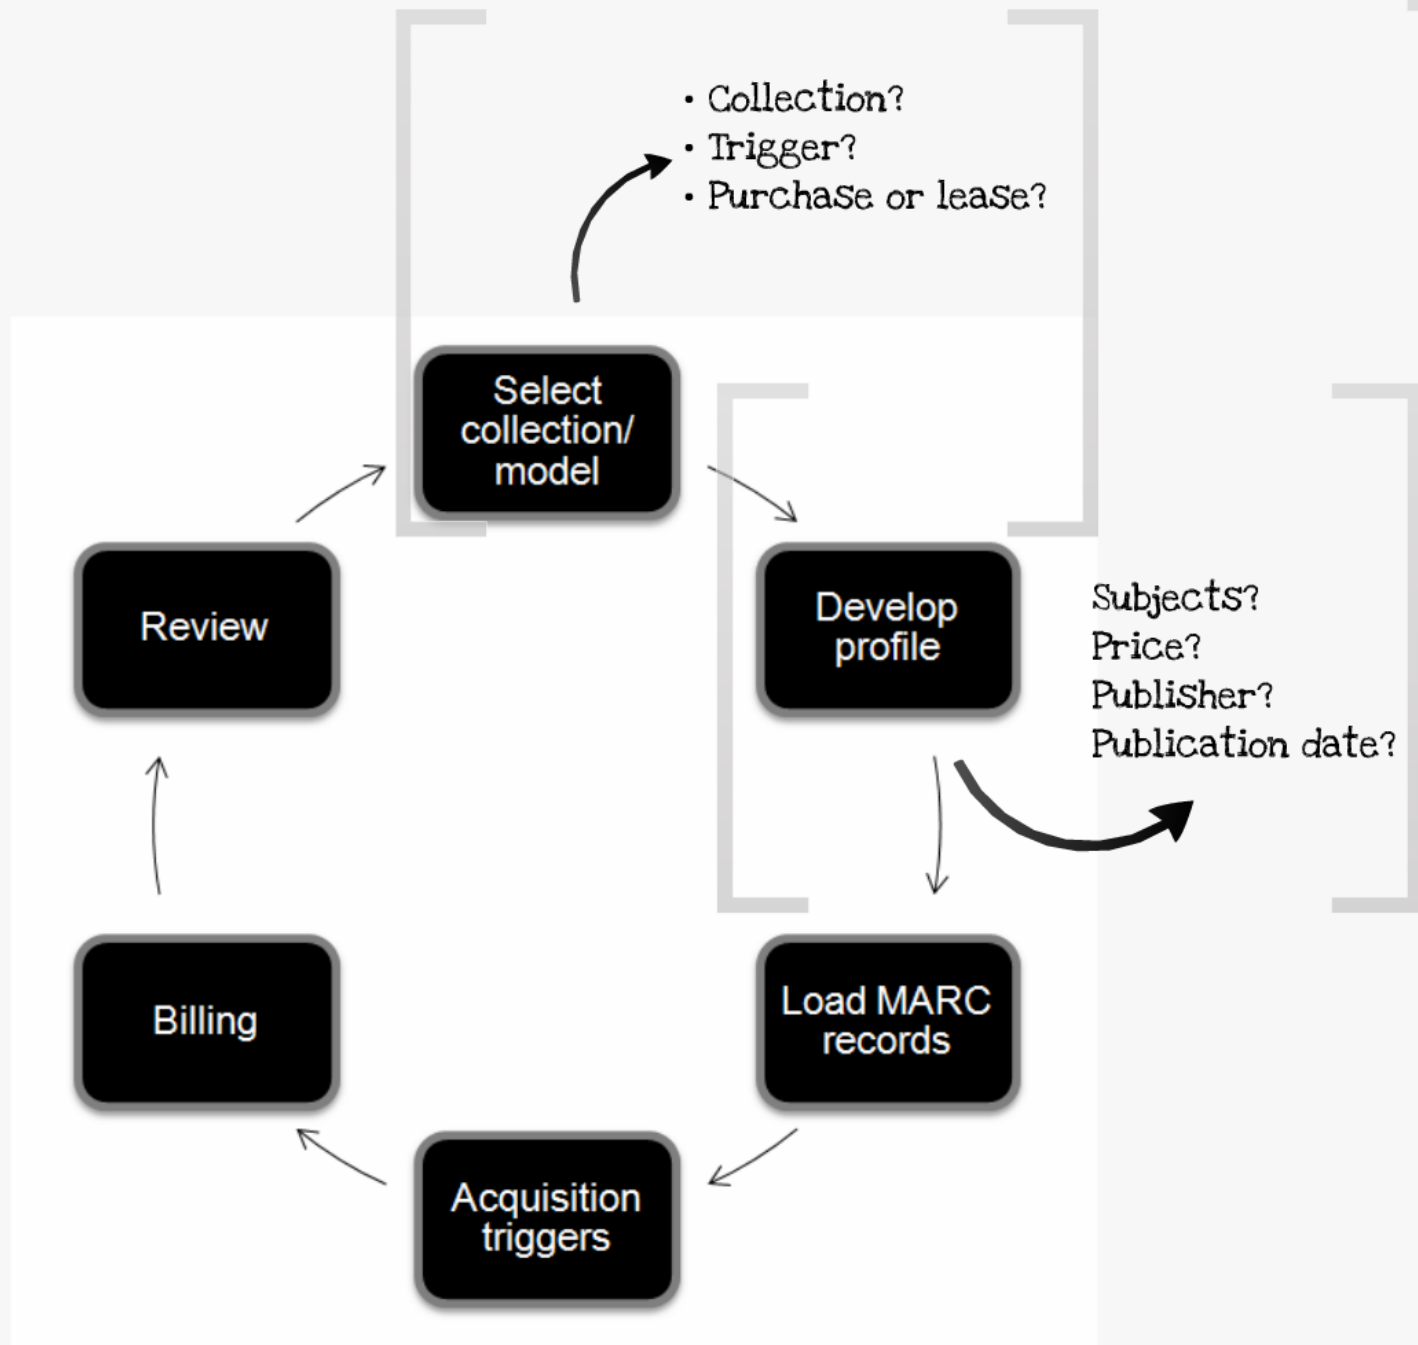 • Collection?
• Trigger?
• Purchase or lease?
Select
collection/
model
Develop
profile
Subjects?
Price?
Publisher?
Publication date?
Load MARC
records
Acquisition
triggers
Billing
Review